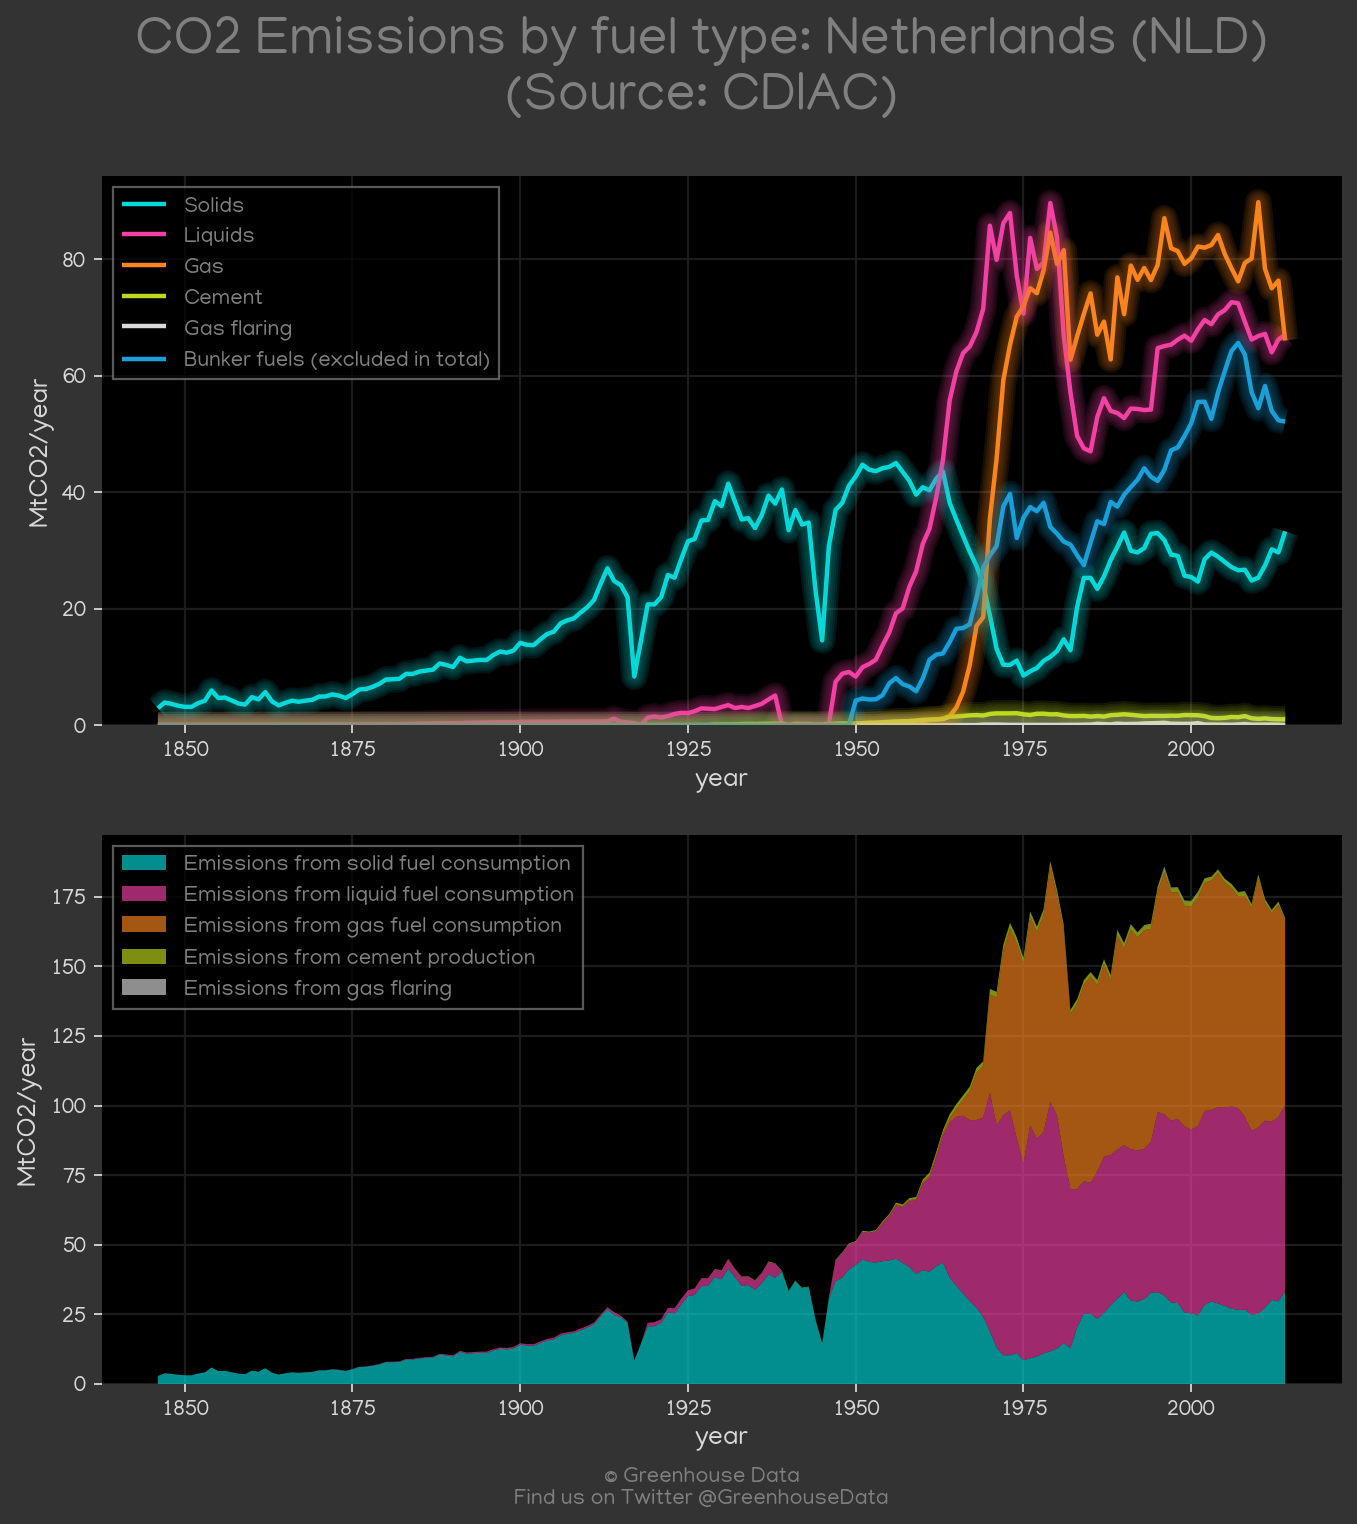 CO2 Emissions by fuel type: Netherlands (NLD)
(Source: CDIAC)
Solids
Liquids
Gas
Cement
Gas flaring
Bunker fuels (excluded in total)
80
60
40
20
0
MtCO2/year
1850 1875 1900 1925 1950 1975 2000
year
Emissions from solid fuel consumption
Emissions from liquid fuel consumption
Emissions from gas fuel consumption
Emissions from cement production
Emissions from gas flaring
175
150
125
100
75
50
25
0
MtCO2/year
1850 1875 1900 1925 1950 1975 2000
year
© Greenhouse Data
Find us on Twitter @GreenhouseData